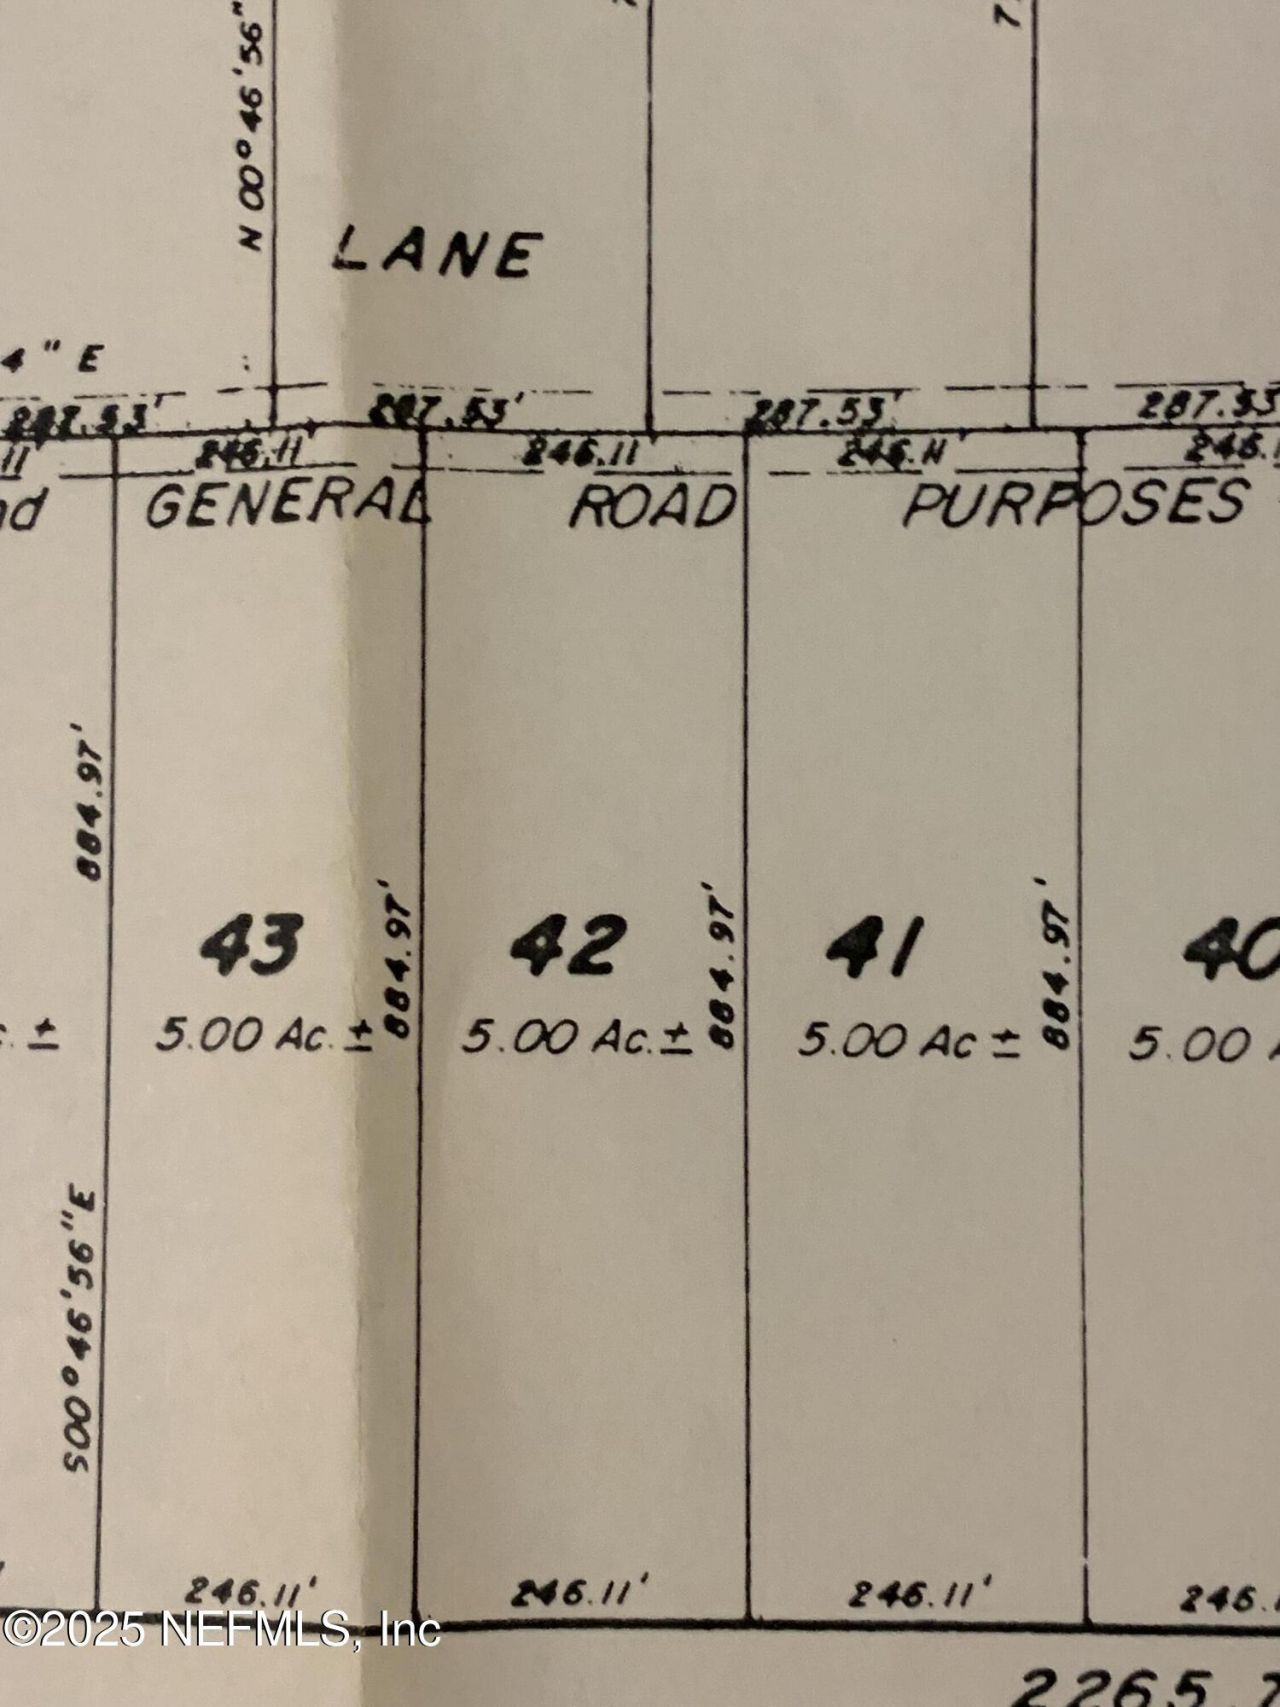 N 00° 46' 56"
LANE
4" E
287.53' 287.53' 287.53' 287.53
11' 246.11' 246.11' 246.11'
GENERAL ROAD PURPOSES
884.97' 884.97' 884.97' 884.97'
43 42 41 40
± 5.00 Ac. ± 5.00 Ac. ± 5.00 Ac ± 5.00
S00° 46' 56" E
246.11' 246.11' 246.11' 246.
©2025 NEFMLS, Inc
2265